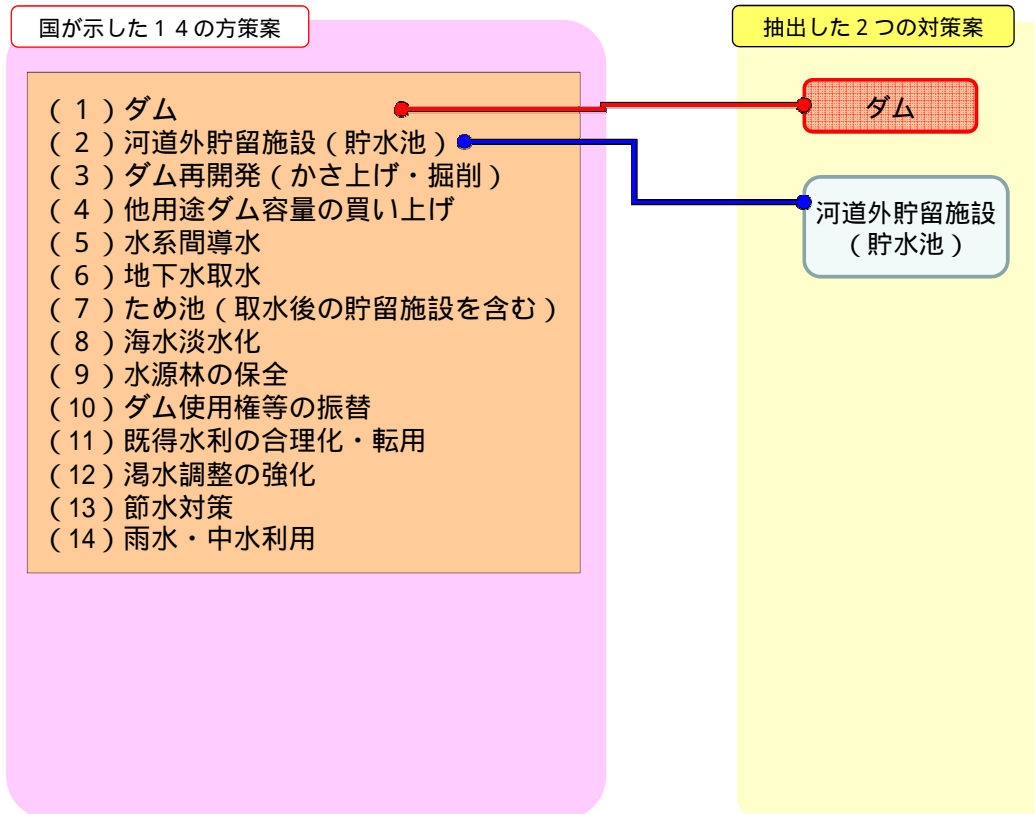 国が示した１４の方策案
抽出した２つの対策案
（１）ダム
（２）河道外貯留施設（貯水池）
（３）ダム再開発（かさ上げ・掘削）
（４）他用途ダム容量の買い上げ
（５）水系間導水
（６）地下水取水
（７）ため池（取水後の貯留施設を含む）
（８）海水淡水化
（９）水源林の保全
（10）ダム使用権等の振替
（11）既得水利の合理化・転用
（12）渇水調整の強化
（13）節水対策
（14）雨水・中水利用
ダム
河道外貯留施設
（貯水池）